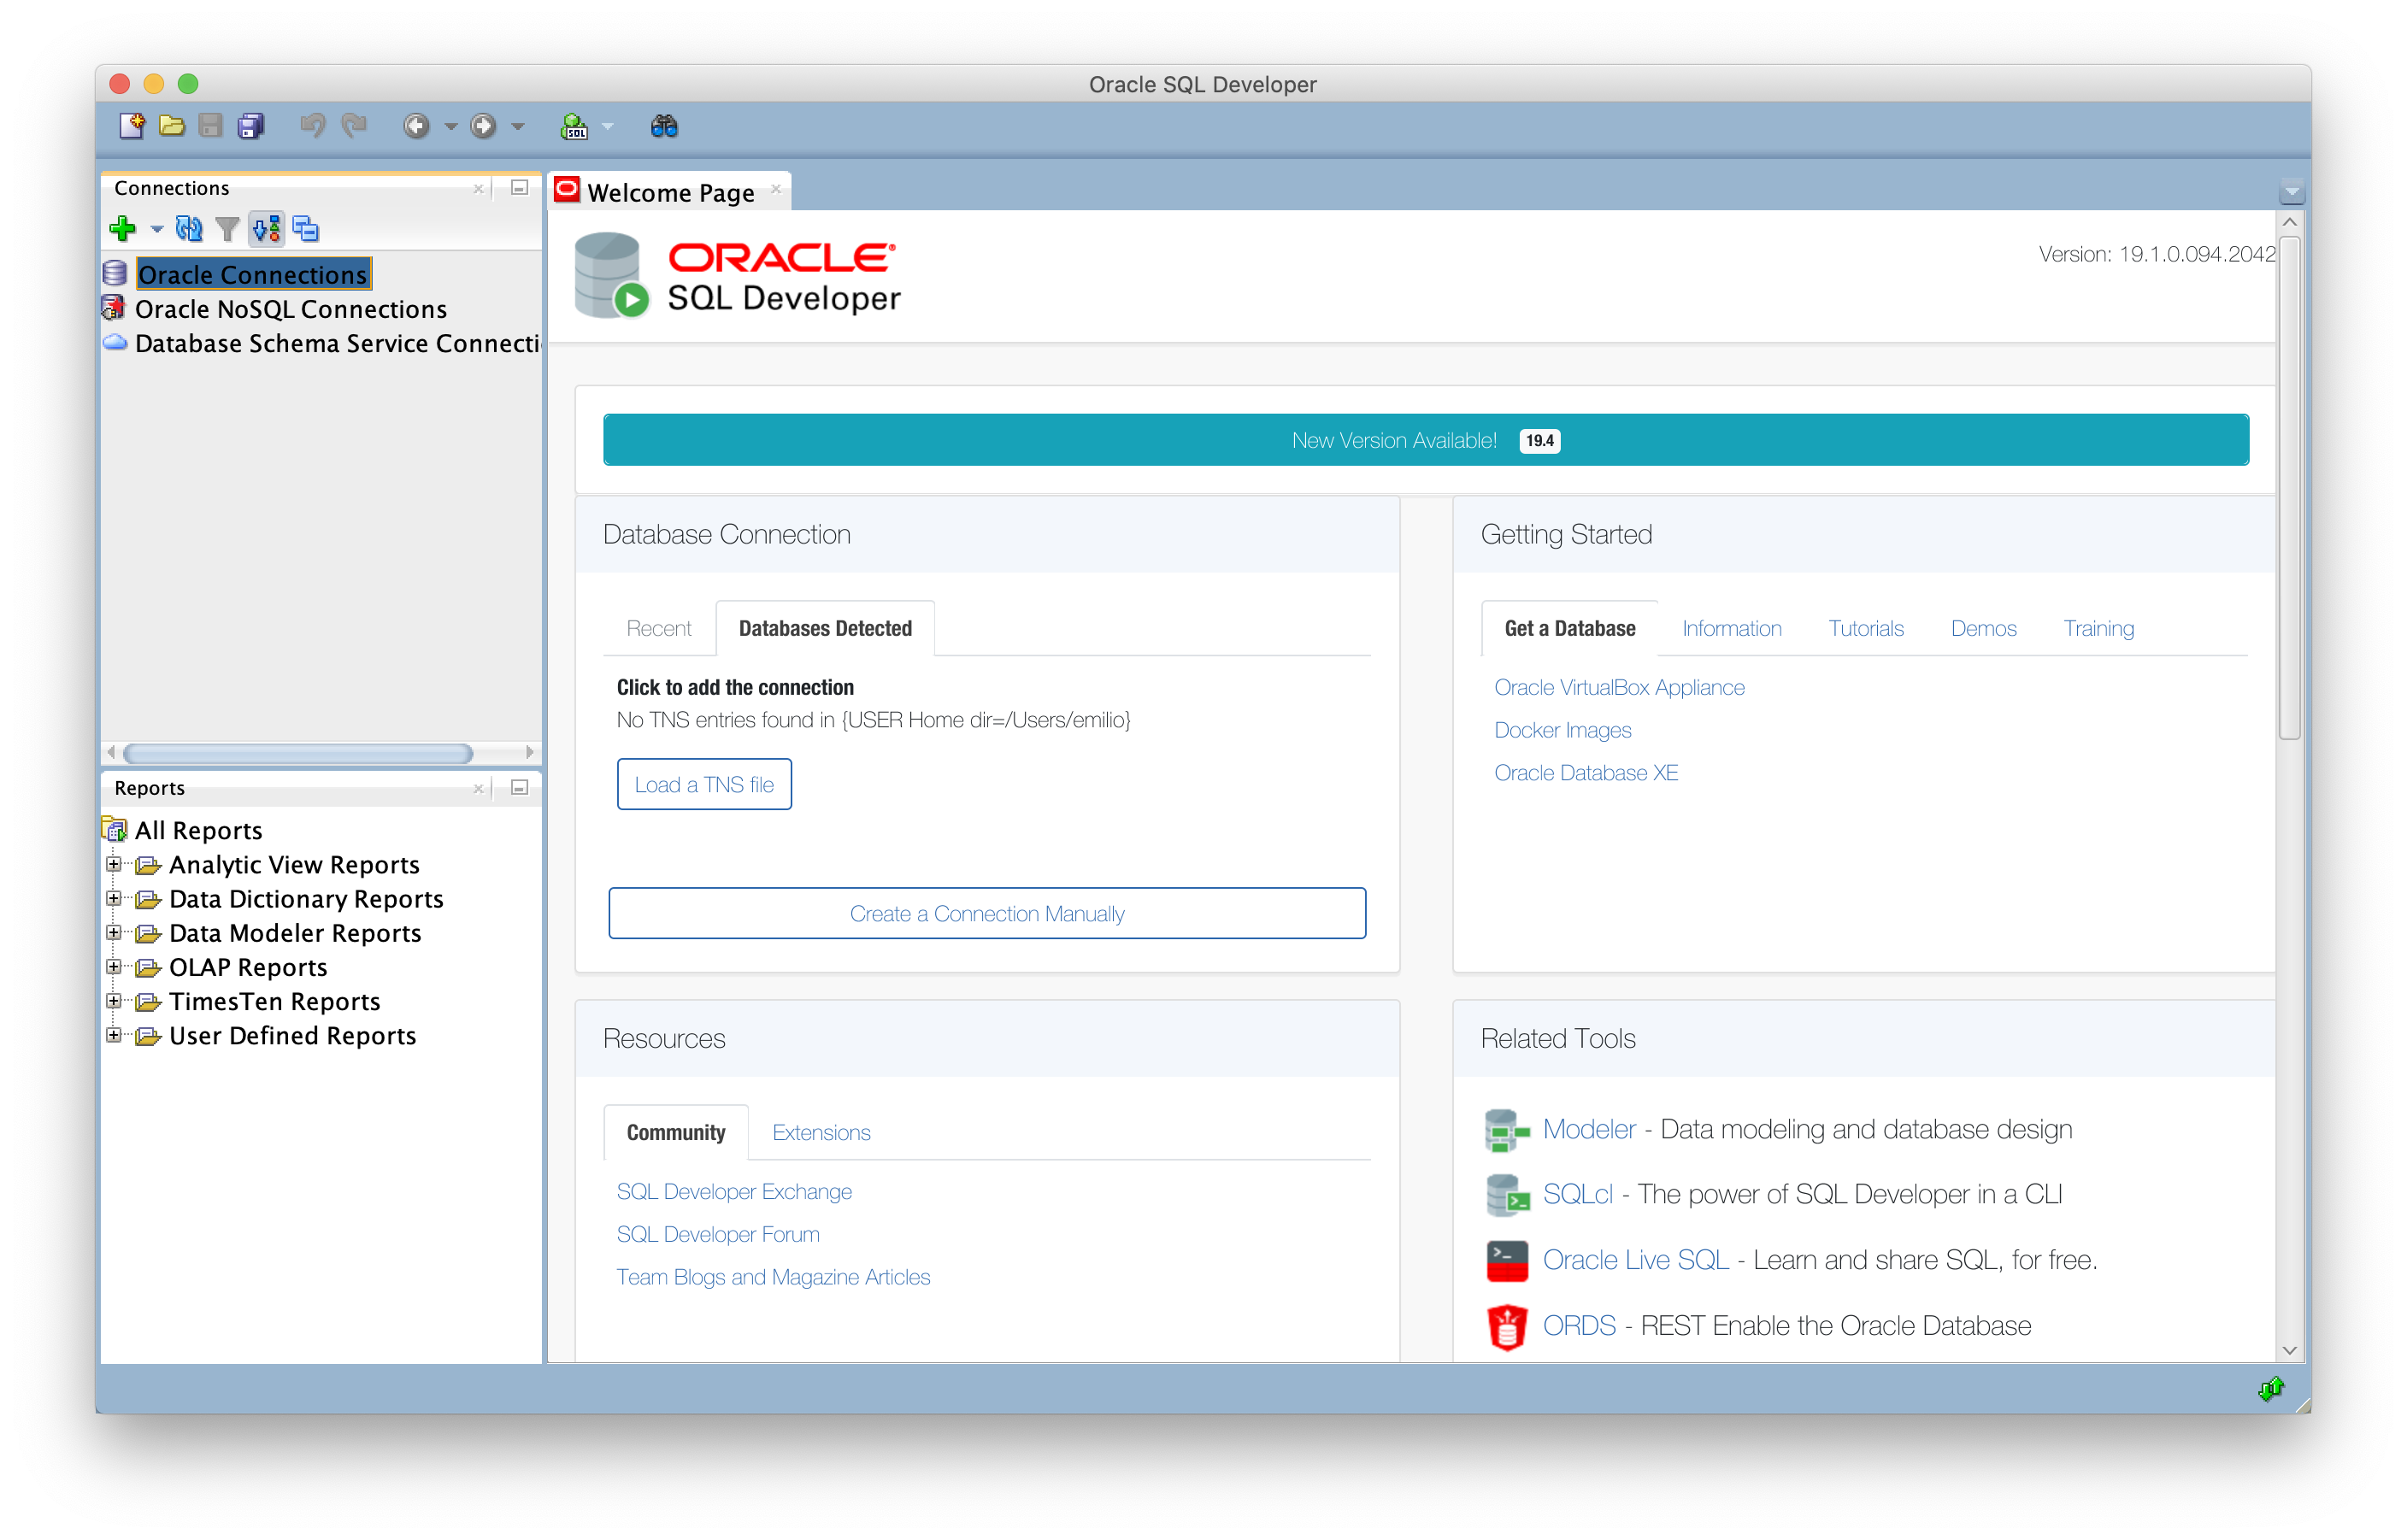 Oracle SQL Developer
SQL
Connections
Oracle Connections
Oracle NoSQL Connections
Database Schema Service Connecti
Reports
All Reports
Analytic View Reports
Data Dictionary Reports
Data Modeler Reports
OLAP Reports
TimesTen Reports
User Defined Reports
Welcome Page
ORACLE®
SQL Developer
Version: 19.1.0.094.2042
New Version Available! 19.4
Database Connection
Recent Databases Detected
Click to add the connection
No TNS entries found in {USER Home dir=/Users/emilio}
Load a TNS file
Create a Connection Manually
Getting Started
Get a Database Information Tutorials Demos Training
Oracle VirtualBox Appliance
Docker Images
Oracle Database XE
Resources
Community Extensions
SQL Developer Exchange
SQL Developer Forum
Team Blogs and Magazine Articles
Related Tools
Modeler - Data modeling and database design
SQLcl - The power of SQL Developer in a CLI
Oracle Live SQL - Learn and share SQL, for free.
ORDS - REST Enable the Oracle Database